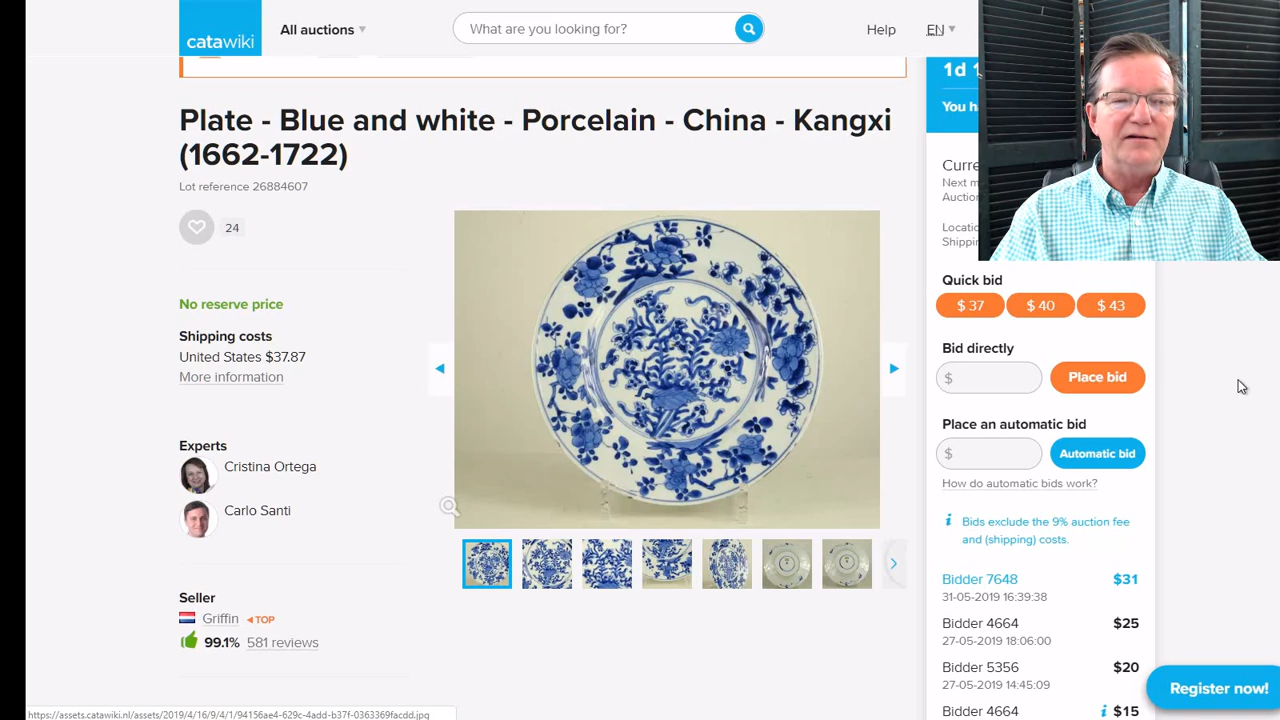 catawiki
All auctions
What are you looking for?
Help
EN
1d
Plate - Blue and white - Porcelain - China - Kangxi
(1662-1722)
Lot reference 26884607
24
No reserve price
Shipping costs
United States $37.87
More information
Experts
Cristina Ortega
Carlo Santi
Seller
Griffin TOP
99.1% 581 reviews
You
Next
Quick bid
$ 37 $ 40 $ 43
Bid directly
$ Place bid
Place an automatic bid
$ Automatic bid
How do automatic bids work?
i Bids exclude the 9% auction fee
and (shipping) costs.
Bidder 7648 $31
31-05-2019 16:39:38
Bidder 4664 $25
27-05-2019 18:06:00
Bidder 5356 $20
27-05-2019 14:45:09
Bidder 4664 i $15
Register now!
https://assets.catawiki.nl/assets/2019/4/16/9/4/1/94156ae4-629c-4add-b37f-0363369facdd.jpg